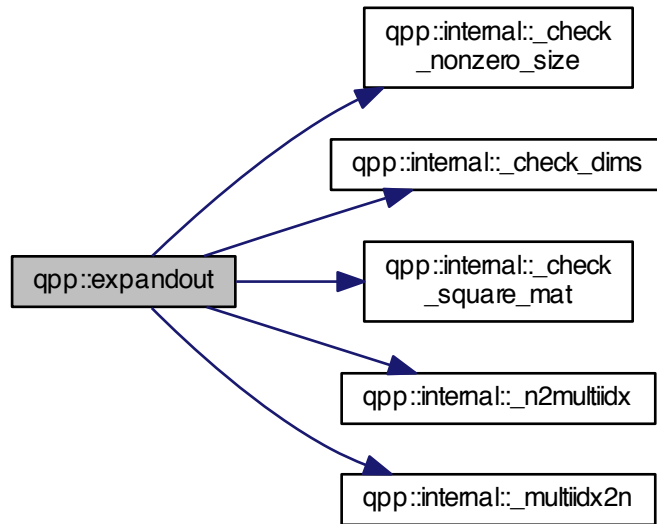 qpp::internal::_check
_nonzero_size
qpp::internal::_check_dims
qpp::expandout
qpp::internal::_check
_square_mat
qpp::internal::_n2multiidx
qpp::internal::_multiidx2n